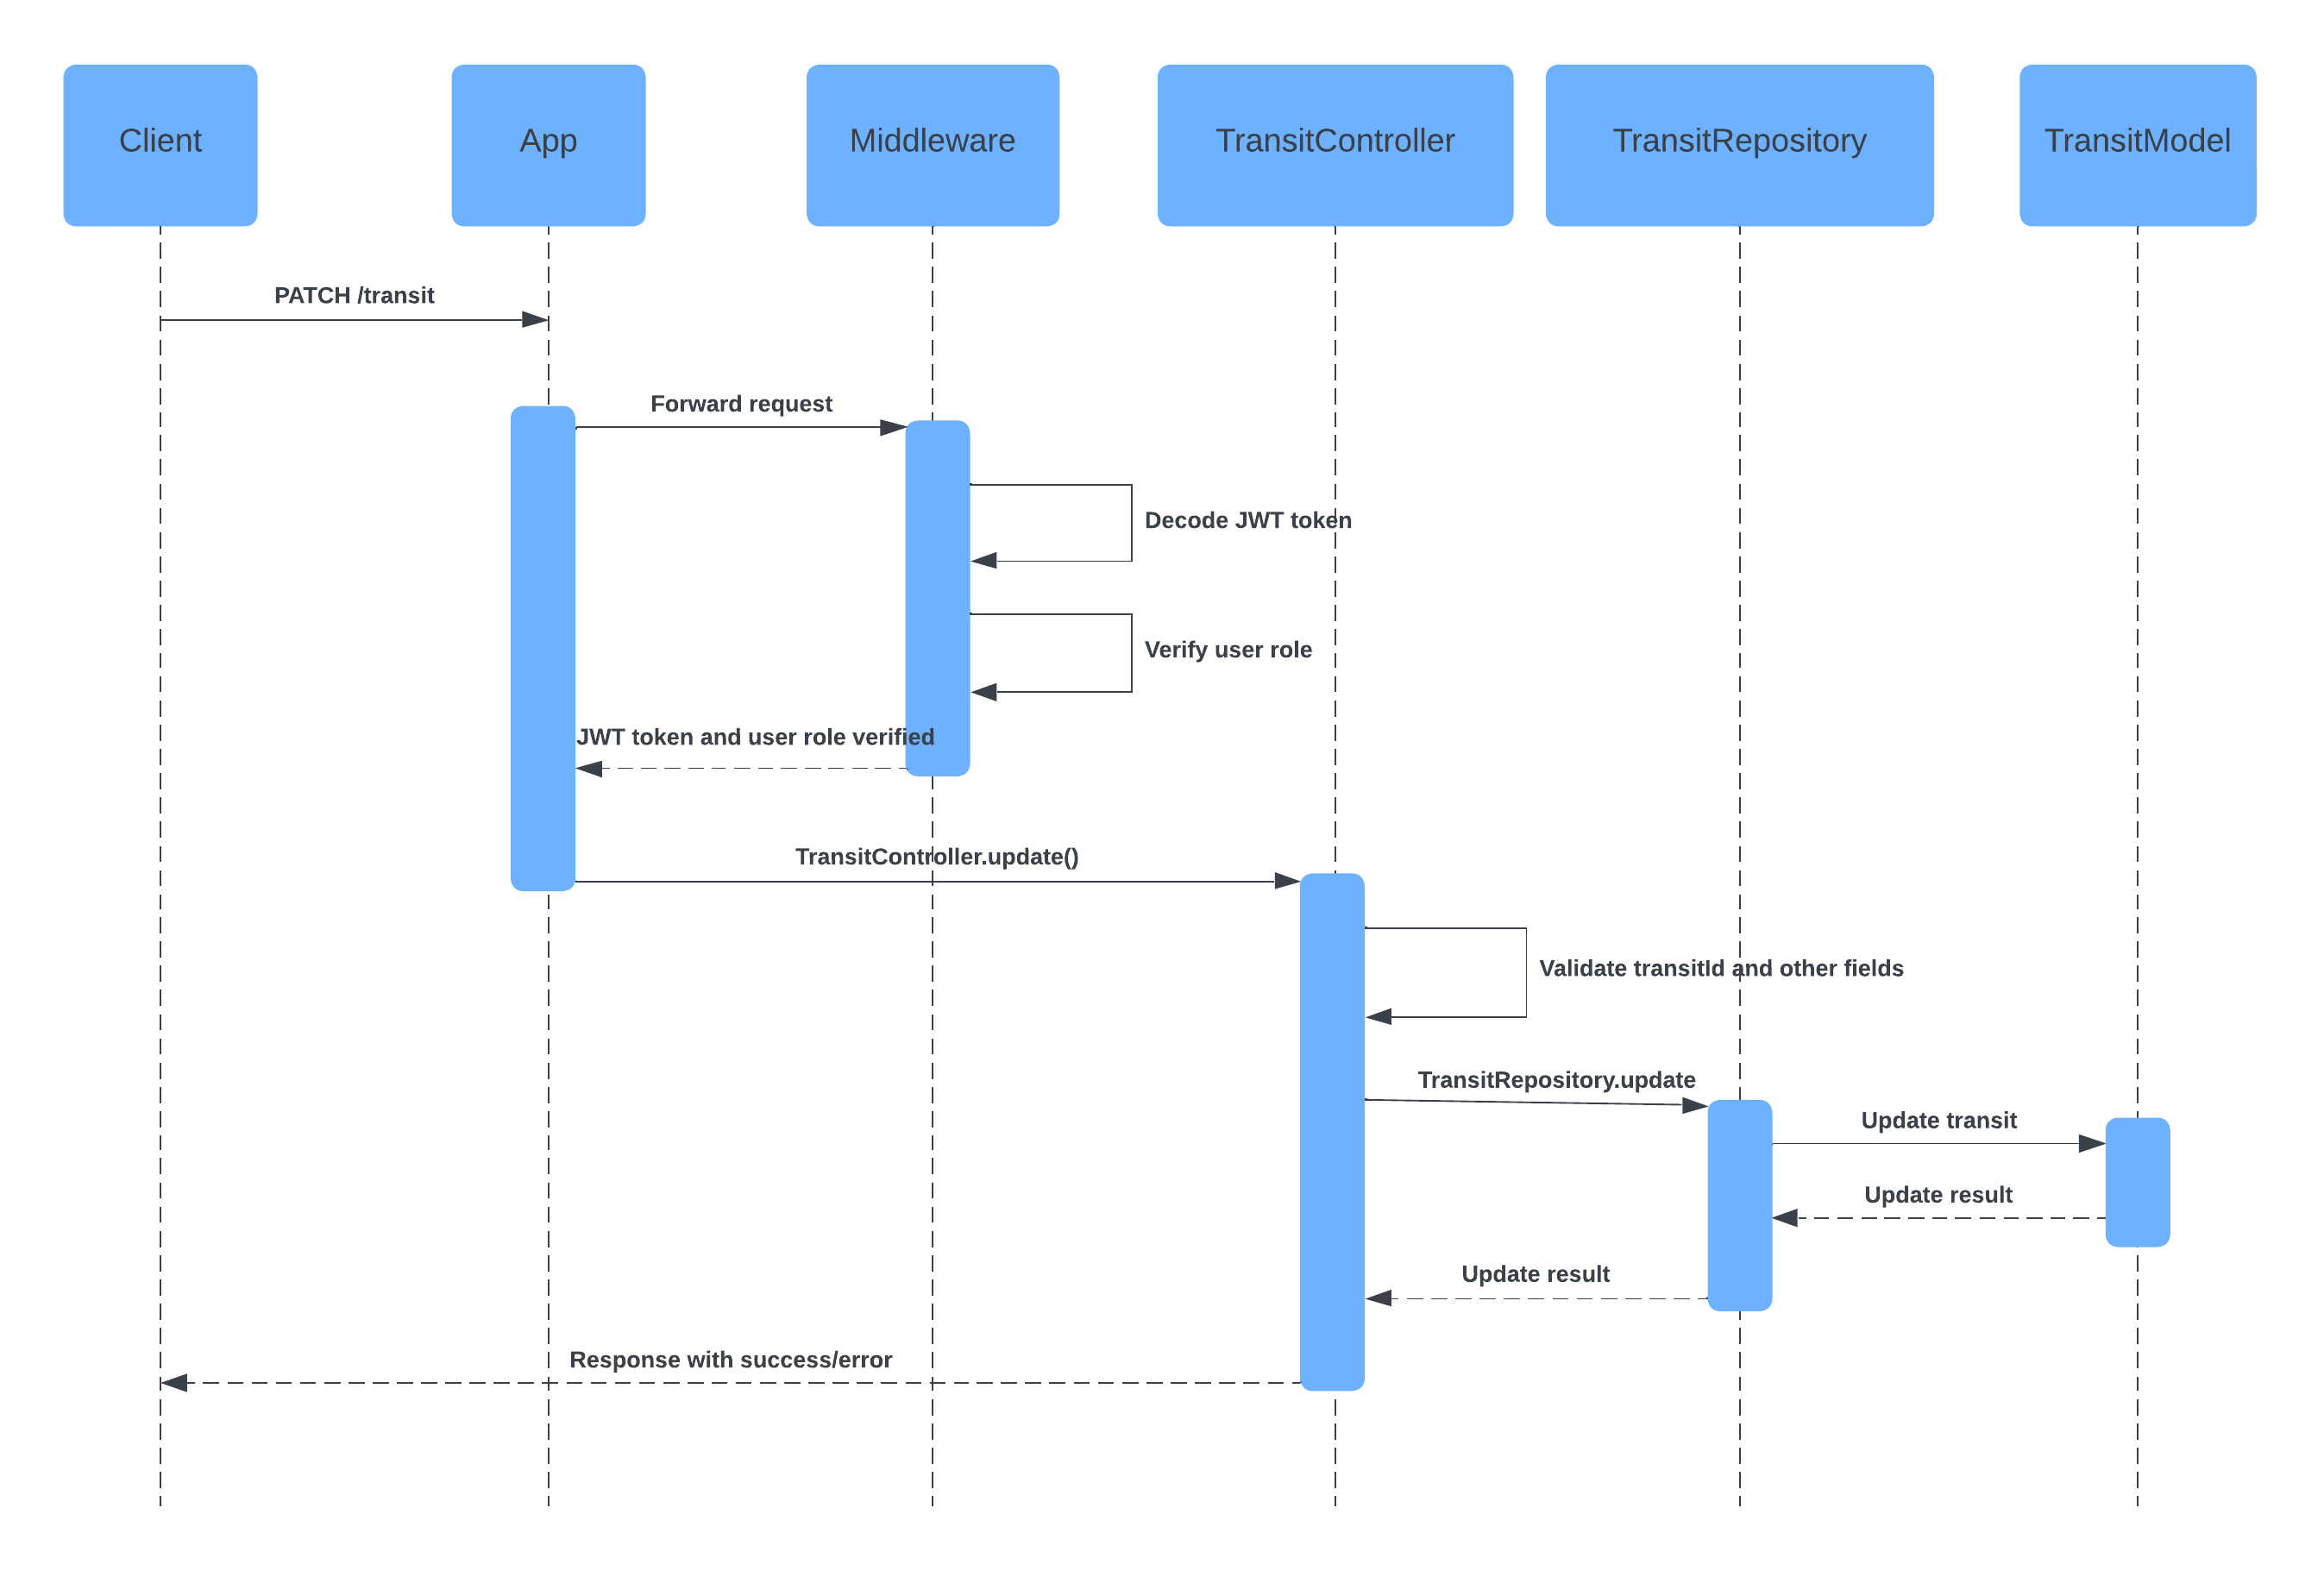 Client
App
Middleware
TransitController
TransitRepository
TransitModel
PATCH /transit
Forward request
Decode JWT token
Verify user role
JWT token and user role verified
TransitController.update()
Validate transitId and other fields
TransitRepository.update
Update transit
Update result
Update result
Response with success/error